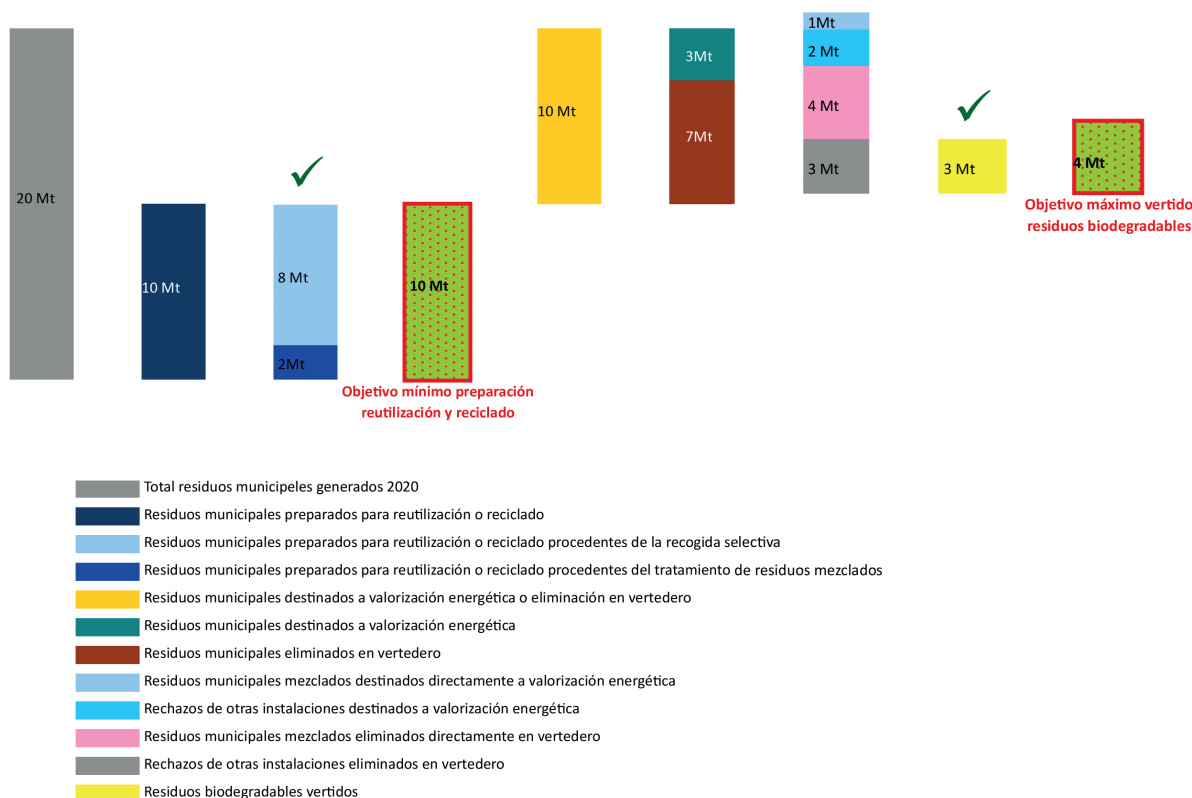 20 Mt
10 Mt
8 Mt
2Mt
10 Mt
Objetivo mínimo preparación
reutilización y reciclado
10 Mt
3Mt
7Mt
1Mt
2 Mt
4 Mt
3 Mt
3 Mt
4 Mt
Objetivo máximo vertido
residuos biodegradables
Total residuos municipeles generados 2020
Residuos municipales preparados para reutilización o reciclado
Residuos municipales preparados para reutilización o reciclado procedentes de la recogida selectiva
Residuos municipales preparados para reutilización o reciclado procedentes del tratamiento de residuos mezclados
Residuos municipales destinados a valorización energética o eliminación en vertedero
Residuos municipales destinados a valorización energética
Residuos municipales eliminados en vertedero
Residuos municipales mezclados destinados directamente a valorización energética
Rechazos de otras instalaciones destinados a valorización energética
Residuos municipales mezclados eliminados directamente en vertedero
Rechazos de otras instalaciones eliminados en vertedero
Residuos biodegradables vertidos